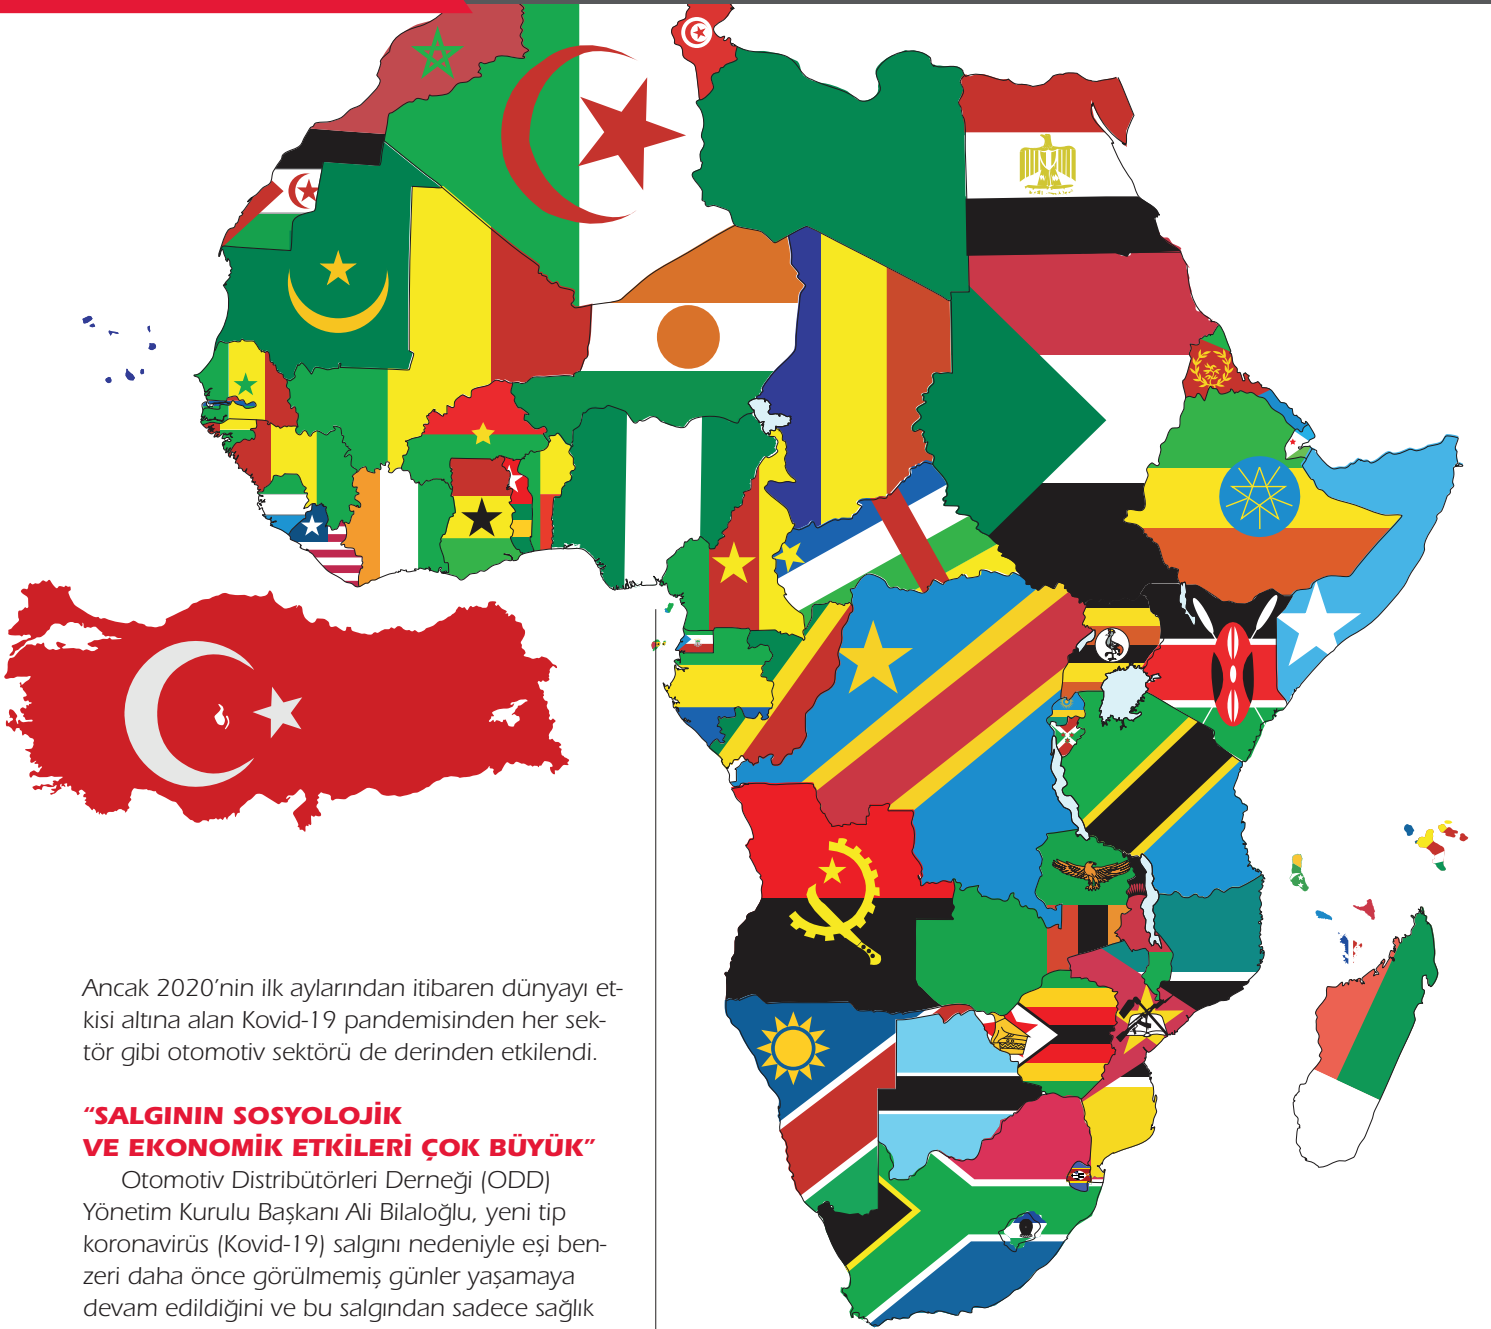 Ancak 2020’nin ilk aylarından itibaren dünyayı et-
kisi altına alan Kovid-19 pandemisinden her sek-
tör gibi otomotiv sektörü de derinden etkilendi.
“SALGININ SOSYOLOJİK
VE EKONOMİK ETKİLERİ ÇOK BÜYÜK”
Otomotiv Distribütörleri Derneği (ODD)
Yönetim Kurulu Başkanı Ali Bilaloğlu, yeni tip
koronavirüs (Kovid-19) salgını nedeniyle eşi ben-
zeri daha önce görülmemiş günler yaşamaya
devam edildiğini ve bu salgından sadece sağlık